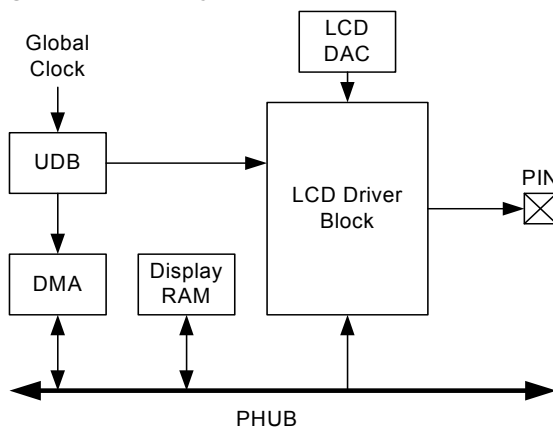 LCD
DAC
Global
Clock
UDB
LCD Driver
Block
PIN
DMA
Display
RAM
PHUB